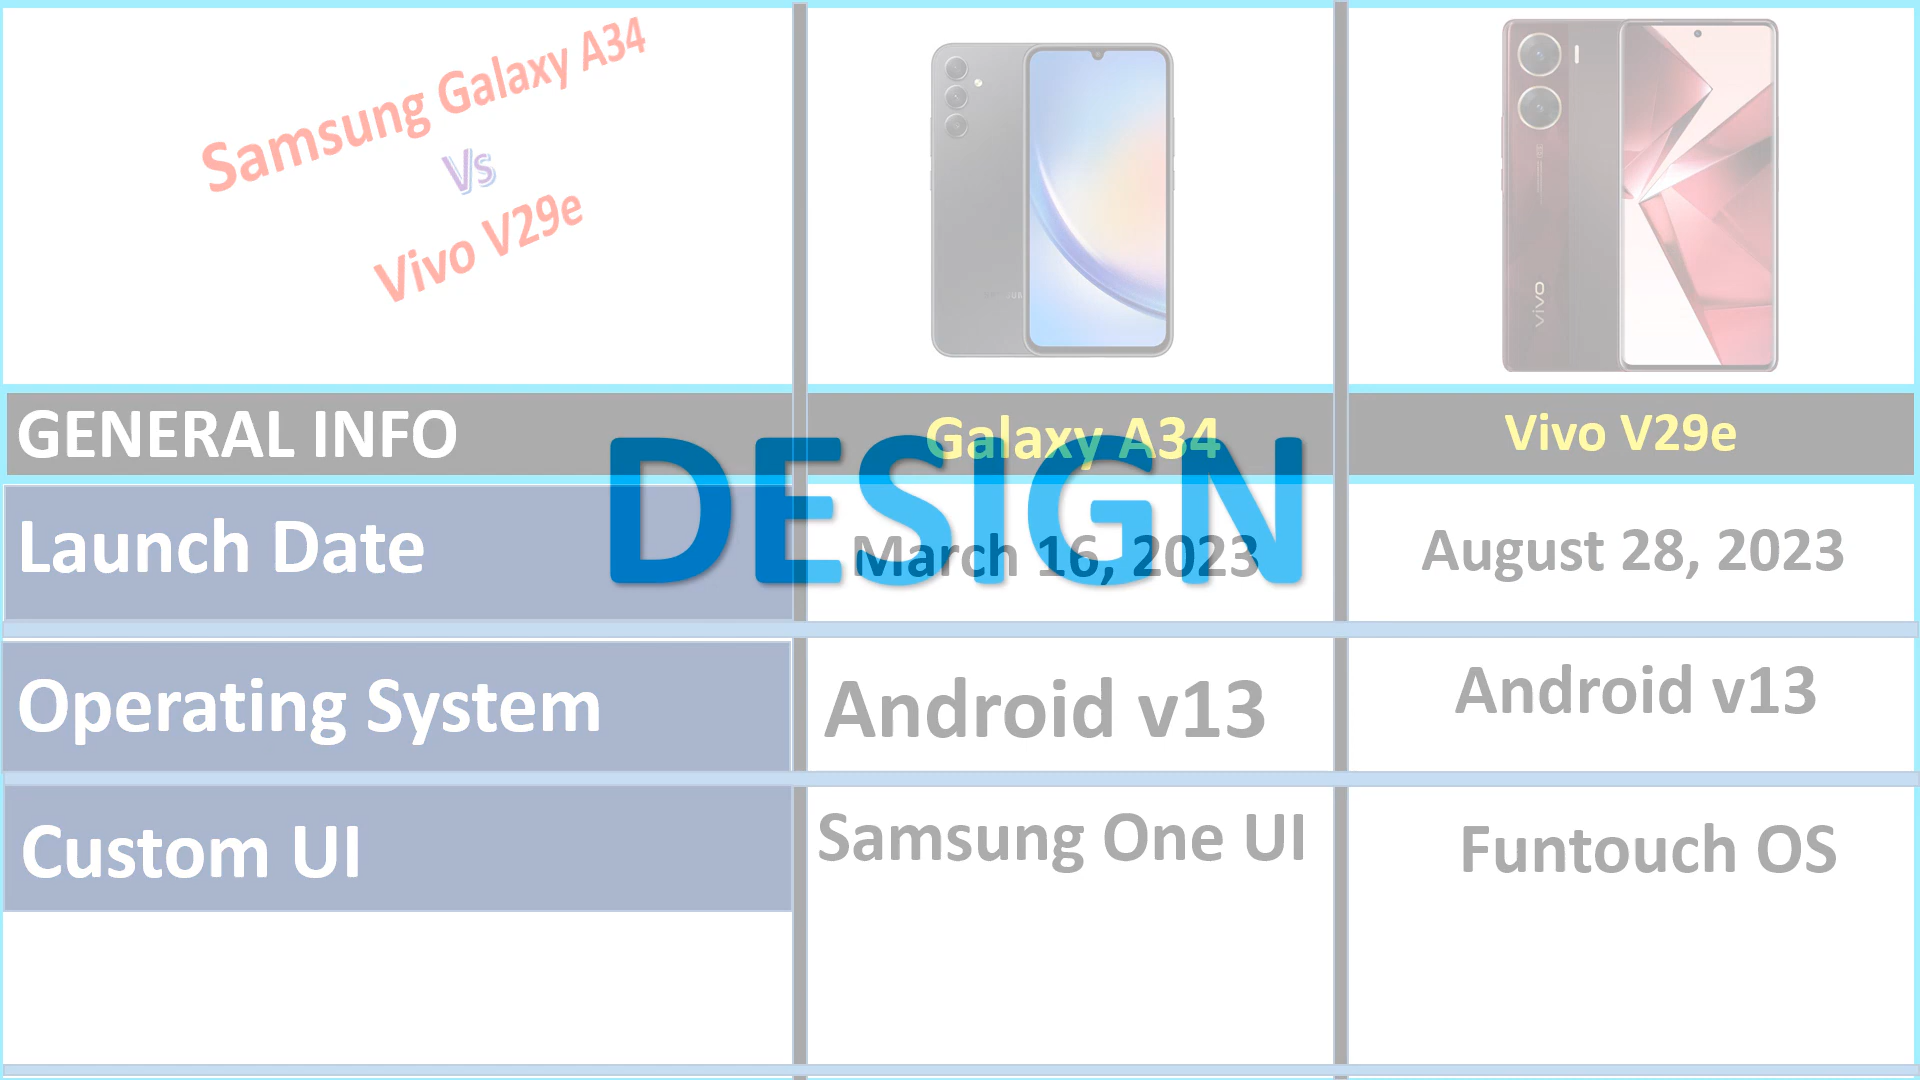 Samsung Galaxy A34
Vs
Vivo V29e
vivo
GENERAL INFO
Galaxy A34
Vivo V29e
DESIGN
Launch Date
March 16, 2023
August 28, 2023
Operating System
Android v13
Android v13
Custom UI
Samsung One UI
Funtouch OS